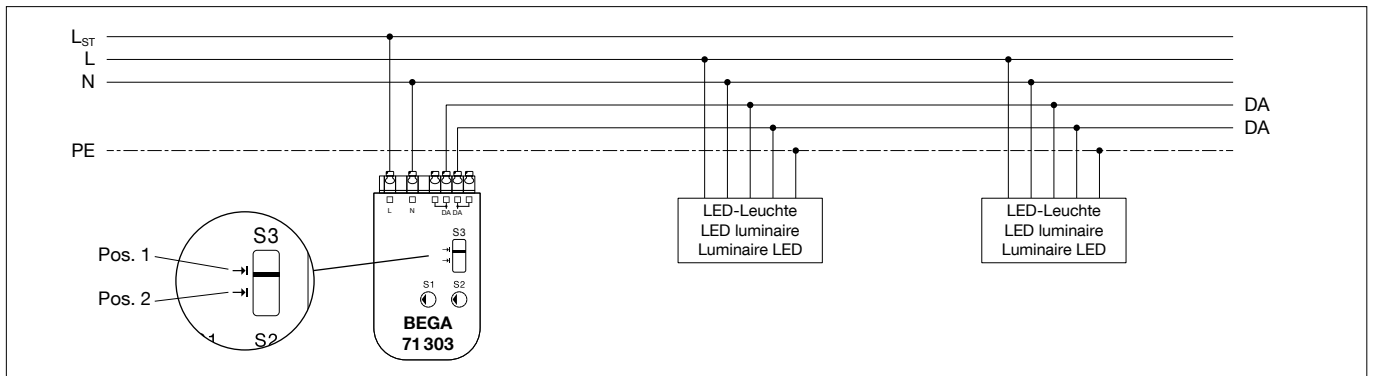 L_ST
L
N
DA
DA
PE
L N DA DA
S3
S3
Pos. 1
Pos. 2
S1 S2
S2
BEGA
71 303
LED-Leuchte
LED luminaire
Luminaire LED
LED-Leuchte
LED luminaire
Luminaire LED